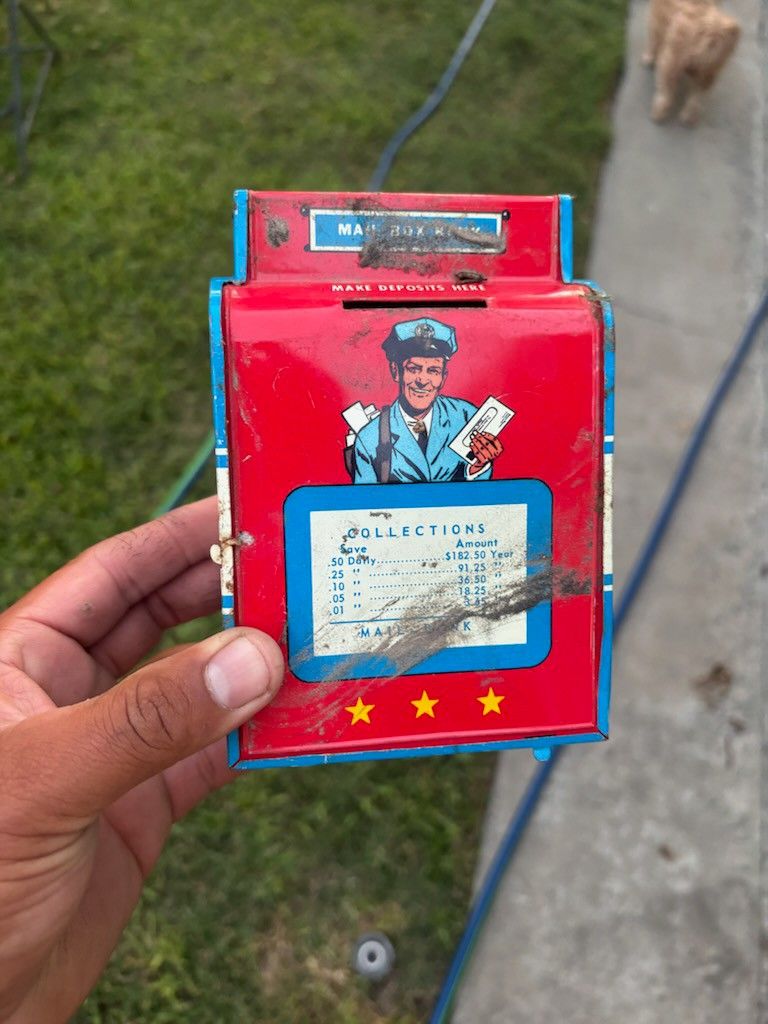 MAIL BOX BANK
MAKE DEPOSITS HERE
COLLECTIONS
Save Amount
.50 Daily..................$182.50 Year
.25 " .................. 91.25 "
.10 " .................. 36.50 "
.05 " .................. 18.25 "
.01 " .................. "
MAIL